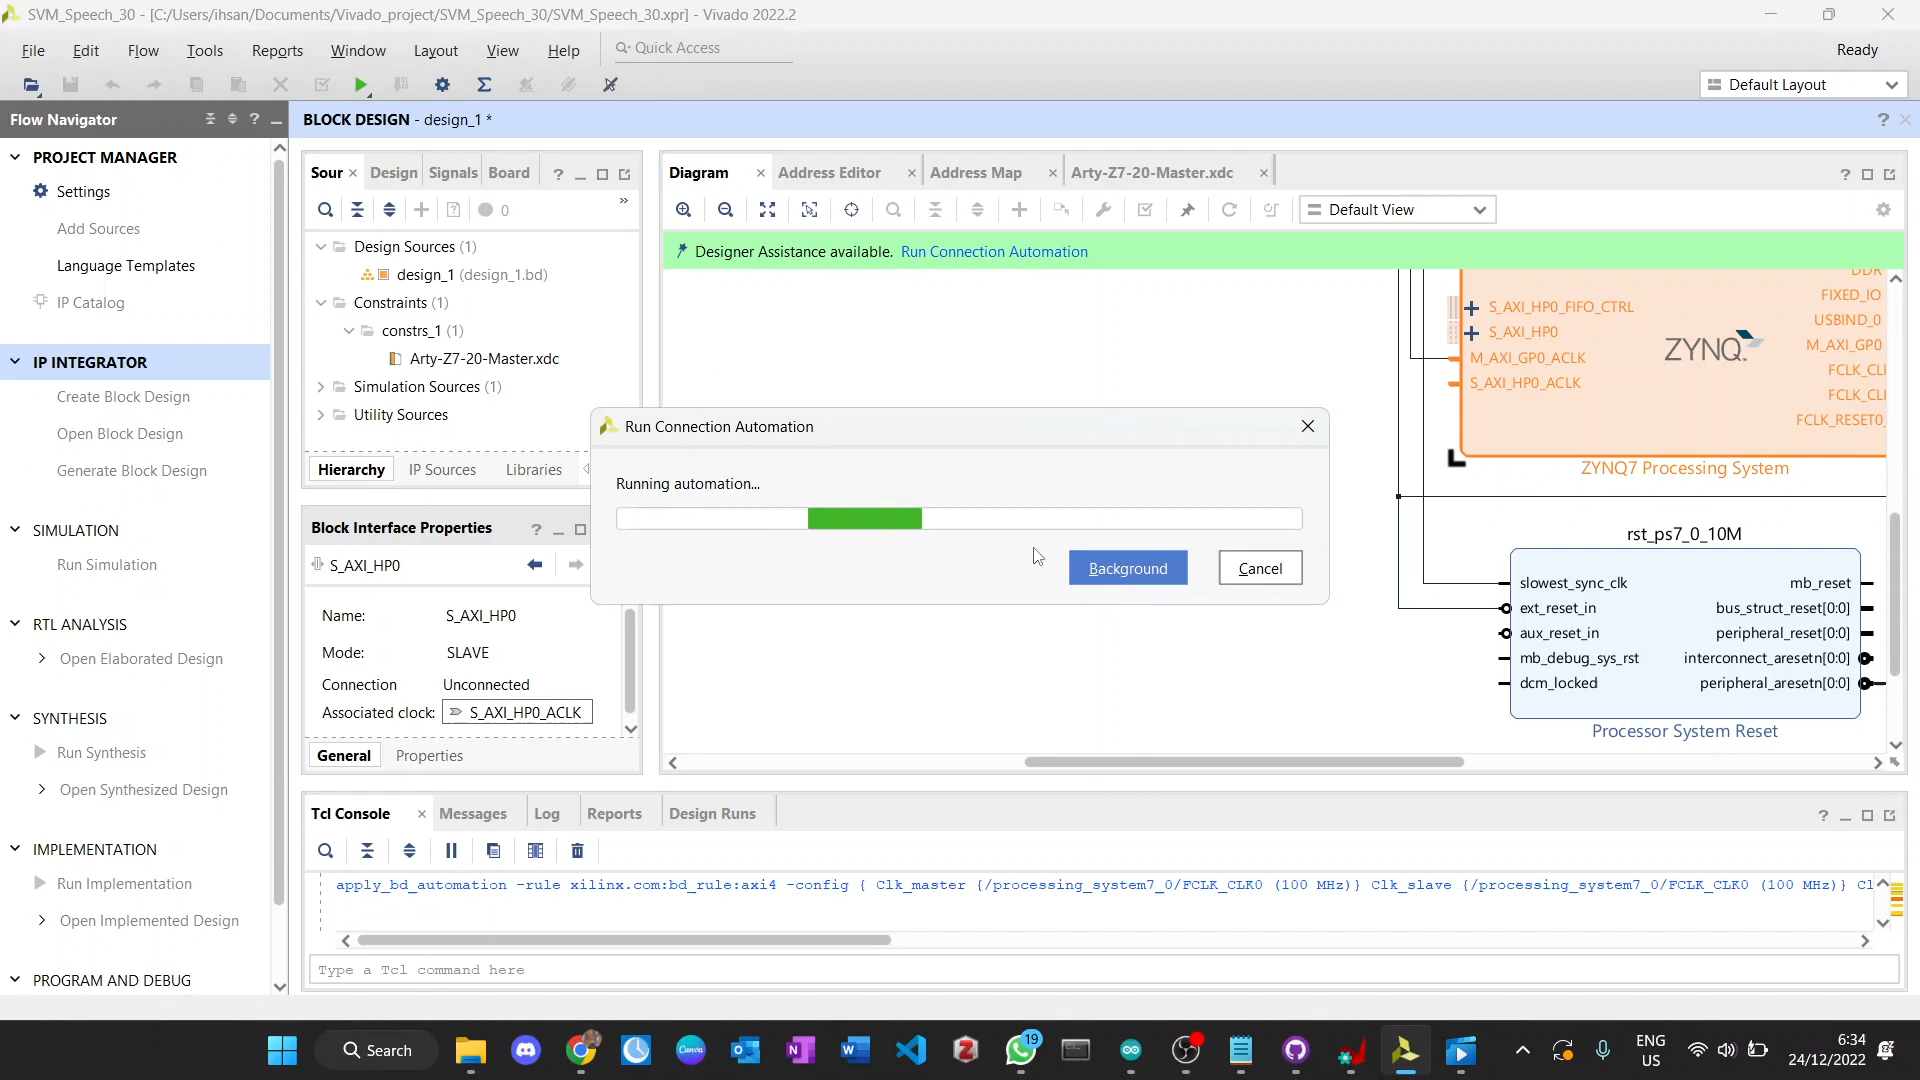 SVM_Speech_30 - [C:/Users/ihsan/Documents/Vivado_project/SVM_Speech_30/SVM_Speech_30.xpr] - Vivado 2022.2
File Edit Flow Tools Reports Window Layout View Help Quick Access Ready
Default Layout
Flow Navigator
BLOCK DESIGN - design_1 *
PROJECT MANAGER
Settings
Add Sources
Language Templates
IP Catalog
IP INTEGRATOR
Create Block Design
Open Block Design
Generate Block Design
SIMULATION
Run Simulation
RTL ANALYSIS
Open Elaborated Design
SYNTHESIS
Run Synthesis
Open Synthesized Design
IMPLEMENTATION
Run Implementation
Open Implemented Design
PROGRAM AND DEBUG
Sour Design Signals Board
0
Design Sources (1)
design_1 (design_1.bd)
Constraints (1)
constrs_1 (1)
Arty-Z7-20-Master.xdc
Simulation Sources (1)
Utility Sources
Hierarchy IP Sources Libraries
Block Interface Properties
S_AXI_HP0
Name: S_AXI_HP0
Mode: SLAVE
Connection Unconnected
Associated clock: S_AXI_HP0_ACLK
General Properties
Diagram Address Editor Address Map Arty-Z7-20-Master.xdc
Default View
Designer Assistance available. Run Connection Automation
DDR
FIXED_IO
USBIND_0
M_AXI_GP0
FCLK_CL
FCLK_CL
FCLK_RESET0_
S_AXI_HP0_FIFO_CTRL
S_AXI_HP0
M_AXI_GP0_ACLK
S_AXI_HP0_ACLK
ZYNQ
ZYNQ7 Processing System
rst_ps7_0_10M
slowest_sync_clk mb_reset
ext_reset_in bus_struct_reset[0:0]
aux_reset_in peripheral_reset[0:0]
mb_debug_sys_rst interconnect_aresetn[0:0]
dcm_locked peripheral_aresetn[0:0]
Processor System Reset
Run Connection Automation
Running automation...
Background Cancel
Tcl Console Messages Log Reports Design Runs
apply_bd_automation -rule xilinx.com:bd_rule:axi4 -config { Clk_master {/processing_system7_0/FCLK_CLK0 (100 MHz)} Clk_slave {/processing_system7_0/FCLK_CLK0 (100 MHz)} Cl
Type a Tcl command here
Search
Canva
19
ENG
US
6:34
24/12/2022